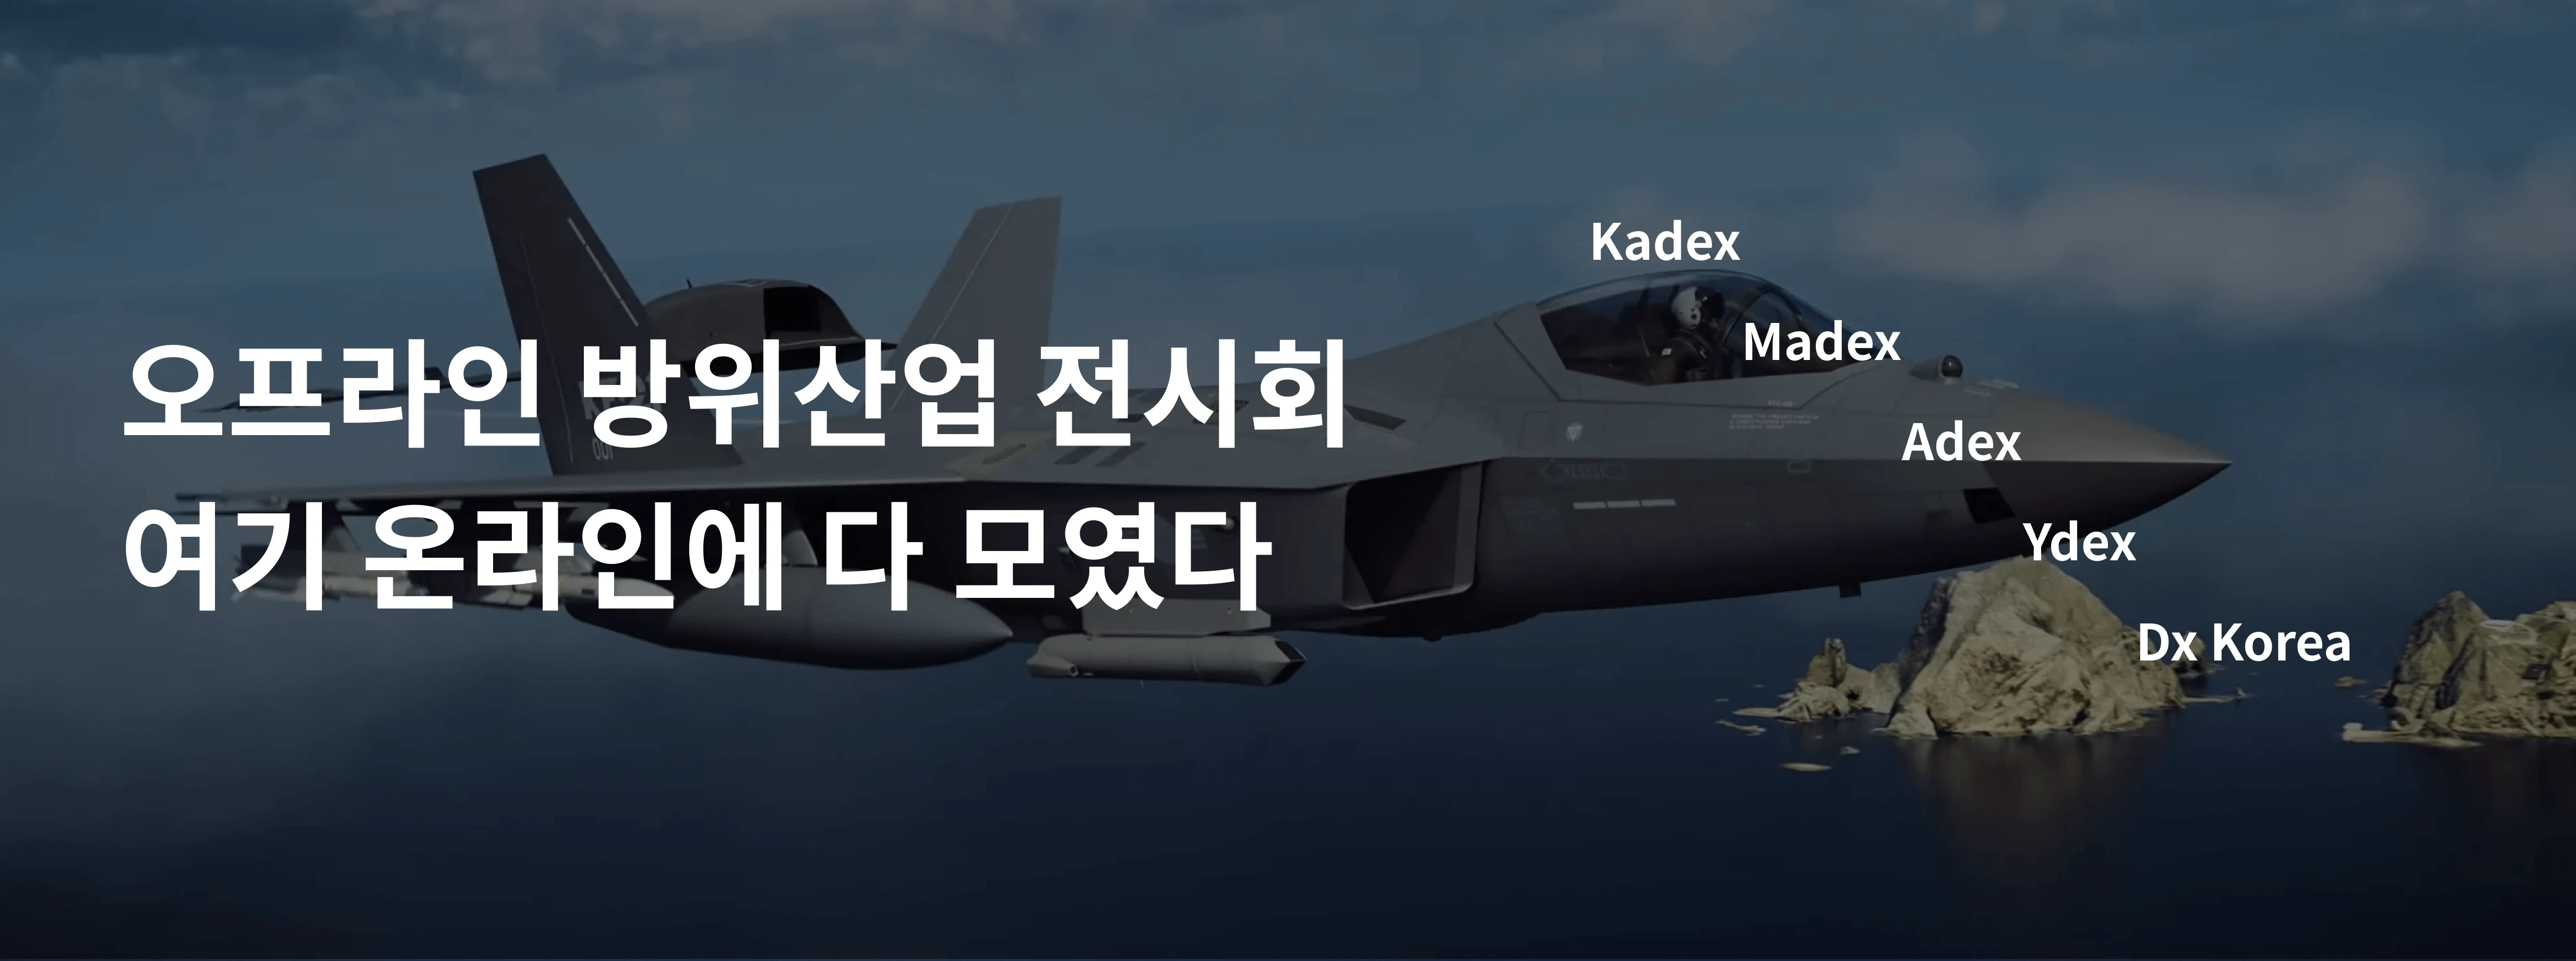 오프라인 방위산업 전시회
여기 온라인에 다 모였다
Kadex
Madex
Adex
Ydex
Dx Korea
001